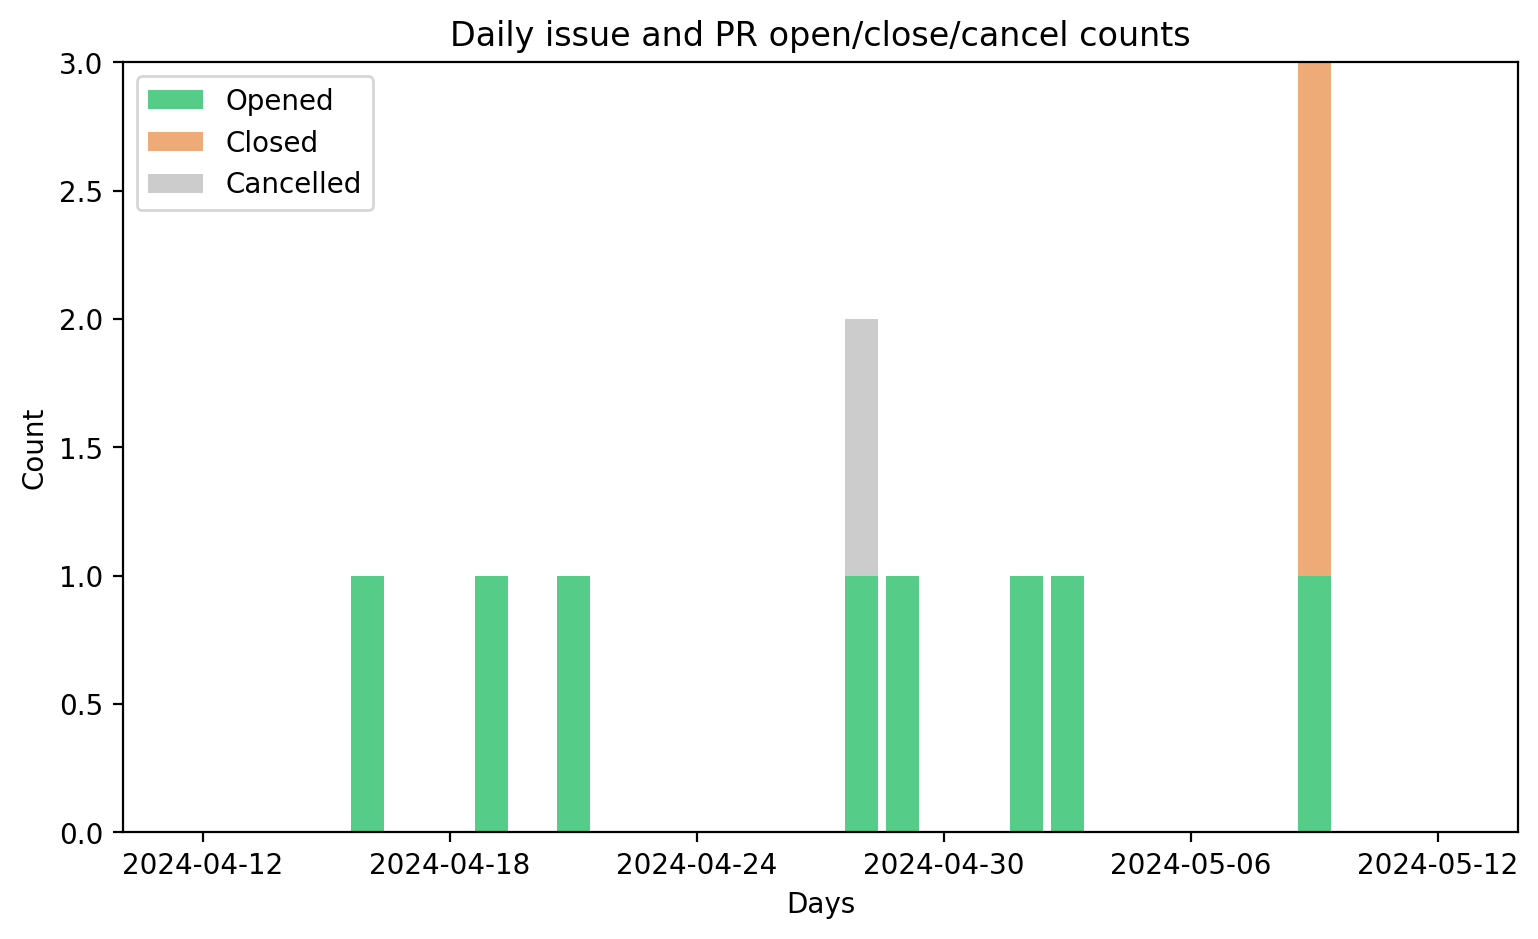 Daily issue and PR open/close/cancel counts
3.0
2.5
2.0
1.5
1.0
0.5
0.0
Count
Opened
Closed
Cancelled
2024-04-12
2024-04-18
2024-04-24
2024-04-30
2024-05-06
2024-05-12
Days